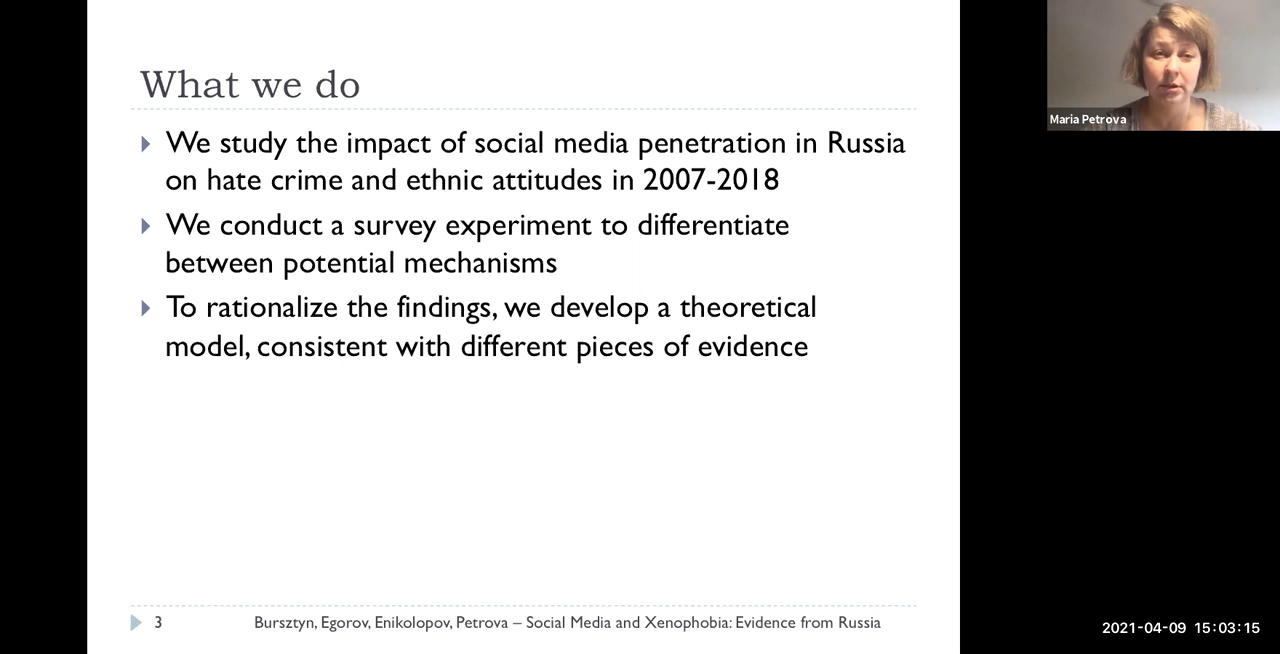 What we do
We study the impact of social media penetration in Russia
on hate crime and ethnic attitudes in 2007-2018
We conduct a survey experiment to differentiate
between potential mechanisms
To rationalize the findings, we develop a theoretical
model, consistent with different pieces of evidence
3 Bursztyn, Egorov, Enikolopov, Petrova – Social Media and Xenophobia: Evidence from Russia
Maria Petrova
2021-04-09 15:03:15